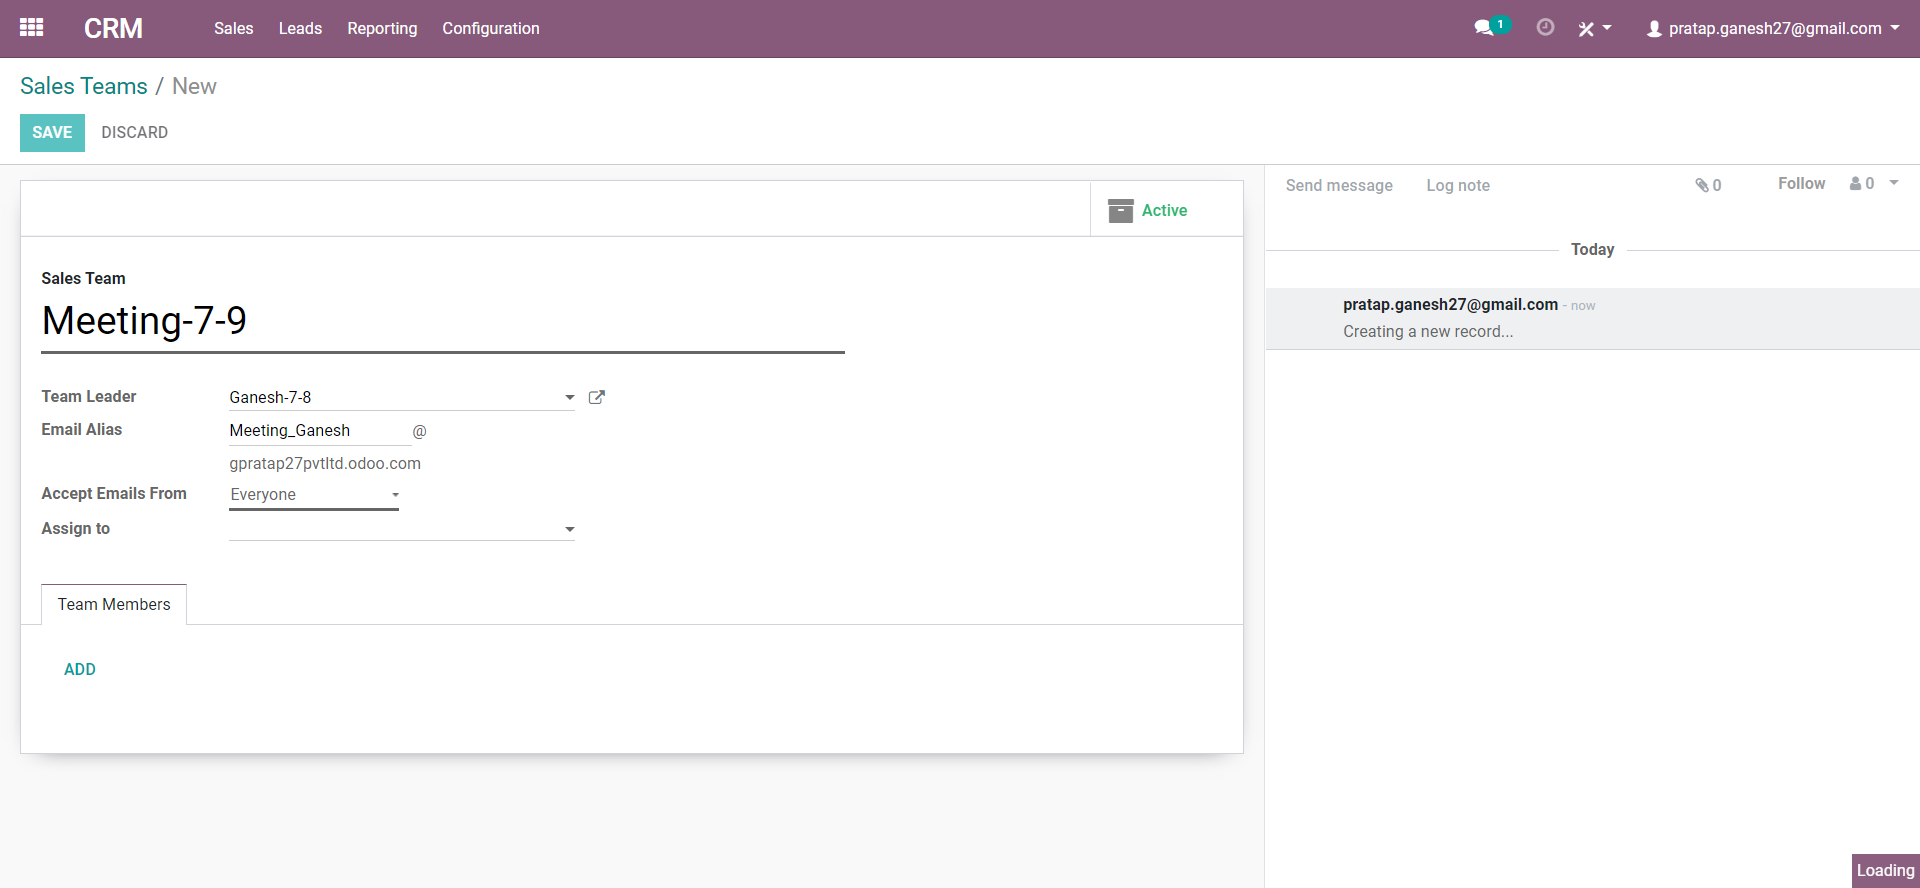 CRM Sales Leads Reporting Configuration 1 pratap.ganesh27@gmail.com
Sales Teams / New
SAVE DISCARD
Active
Sales Team
Meeting-7-9
Team Leader Ganesh-7-8
Email Alias Meeting_Ganesh @
gpratap27pvtltd.odoo.com
Accept Emails From Everyone
Assign to
Team Members
ADD
Send message Log note 0 Follow 0
Today
pratap.ganesh27@gmail.com - now
Creating a new record...
Loading